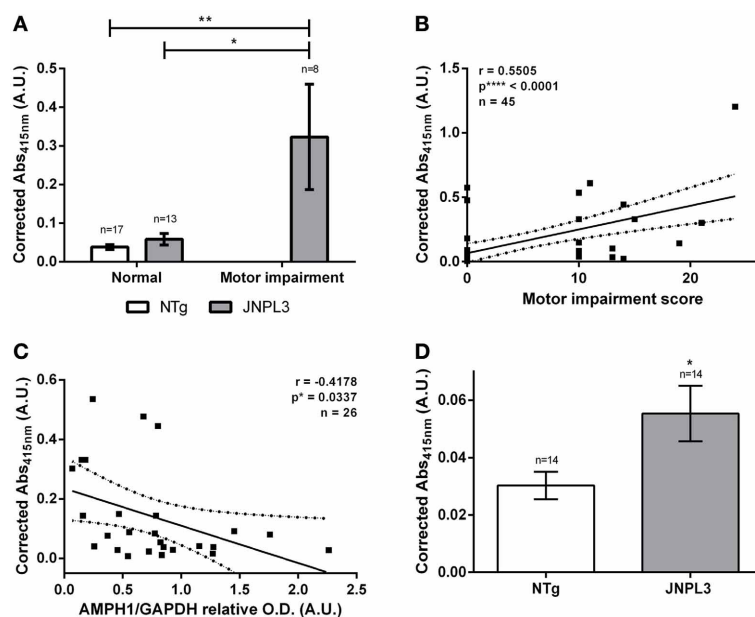 A
**
*
n=8
n=17
n=13
Corrected Abs415nm (A.U.)
0.5
0.4
0.3
0.2
0.1
0.0
Normal
Motor impairment
NTg
JNPL3
B
r = 0.5505
p**** < 0.0001
n = 45
Corrected Abs415nm (A.U.)
1.5
1.0
0.5
0.0
0
10
20
Motor impairment score
C
r = -0.4178
p* = 0.0337
n = 26
Corrected Abs415nm (A.U.)
0.6
0.4
0.2
0.0
0.0
0.5
1.0
1.5
2.0
2.5
AMPH1/GAPDH relative O.D. (A.U.)
D
*
n=14
n=14
Corrected Abs415nm (A.U.)
0.06
0.04
0.02
0.00
NTg
JNPL3